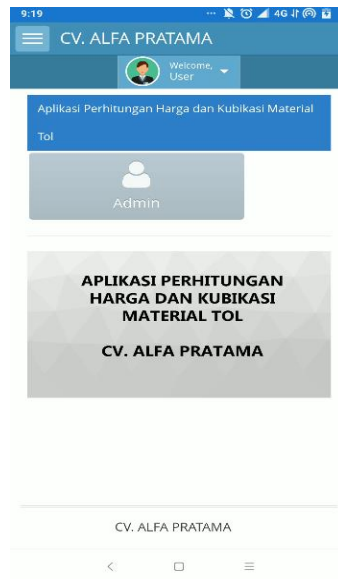 9:19
4G
CV. ALFA PRATAMA
Welcome,
User
Aplikasi Perhitungan Harga dan Kubikasi Material
Tol
Admin
APLIKASI PERHITUNGAN
HARGA DAN KUBIKASI
MATERIAL TOL
CV. ALFA PRATAMA
CV. ALFA PRATAMA